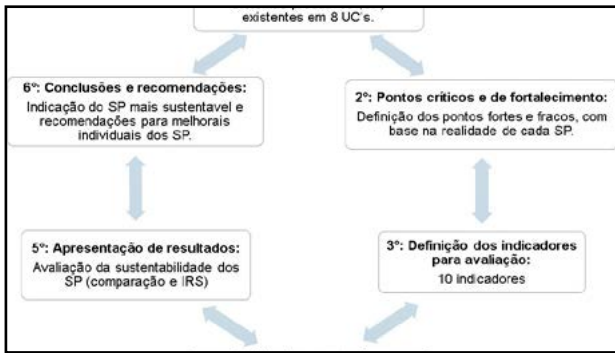 existentes em 8 UC's.
6º: Conclusões e recomendações:
Indicação do SP mais sustentavel e
recomendações para melhorais
individuais dos SP.
2º: Pontos críticos e de fortalecimento:
Definição dos pontos fortes e fracos, com
base na realidade de cada SP.
5º: Apresentação de resultados:
Avaliação da sustentabilidade dos
SP (comparação e IRS)
3º: Definição dos indicadores
para avaliação:
10 indicadores